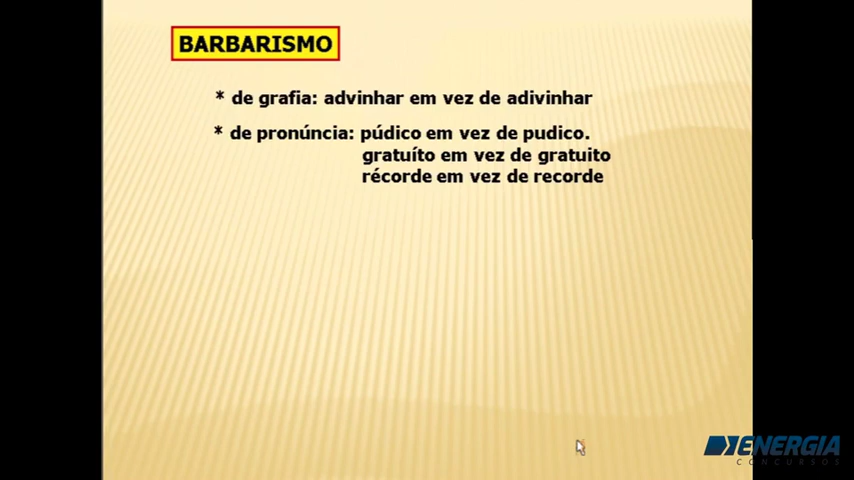 BARBARISMO
* de grafia: advinhar em vez de adivinhar
* de pronúncia: púdico em vez de pudico.
gratuíto em vez de gratuito
récorde em vez de recorde
ENERGIA
CONCURSOS